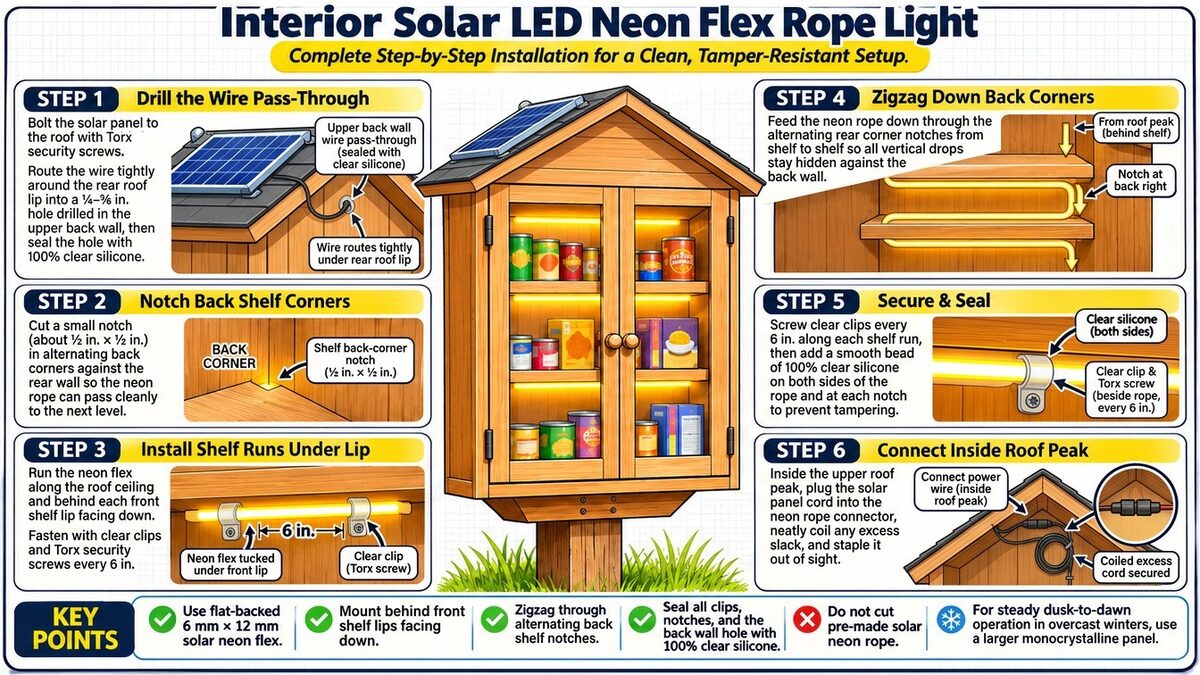 Interior Solar LED Neon Flex Rope Light
Complete Step-by-Step Installation for a Clean, Tamper-Resistant Setup.
STEP 1
Drill the Wire Pass-Through
Bolt the solar panel to
the roof with Torx
security screws.
Route the wire tightly
around the rear roof
lip into a ¼–⅜ in.
hole drilled in the
upper back wall, then
seal the hole with
100% clear silicone.
Upper back wall
wire pass-through
(sealed with
clear silicone)
Wire routes tightly
under rear roof lip
STEP 2
Notch Back Shelf Corners
Cut a small notch
(about ½ in. × ½ in.)
in alternating back
corners against the
rear wall so the neon
rope can pass cleanly
to the next level.
BACK
CORNER
Shelf back-corner
notch
(½ in. × ½ in.)
STEP 3
Install Shelf Runs Under Lip
Run the neon flex
along the roof ceiling
and behind each front
shelf lip facing down.
Fasten with clear clips
and Torx security
screws every 6 in.
6 in.
Neon flex tucked
under front lip
Clear clip
(Torx screw)
STEP 4
Zigzag Down Back Corners
Feed the neon rope down through the
alternating rear corner notches from
shelf to shelf so all vertical drops
stay hidden against the
back wall.
From roof peak
(behind shelf)
Notch at
back right
STEP 5
Secure & Seal
Screw clear clips every
6 in. along each shelf run,
then add a smooth bead
of 100% clear silicone
on both sides of the
rope and at each notch
to prevent tampering.
Clear silicone
(both sides)
Clear clip &
Torx screw
(beside rope,
every 6 in.)
STEP 6
Connect Inside Roof Peak
Inside the upper roof
peak, plug the solar
panel cord into the
neon rope connector,
neatly coil any excess
slack, and staple it
out of sight.
Connect power
wire (inside
roof peak)
Coiled excess
cord secured
KEY
POINTS
Use flat-backed
6 mm × 12 mm
solar neon flex.
Mount behind front
shelf lips facing
down.
Zigzag through
alternating back
shelf notches.
Seal all clips,
notches, and the
back wall hole with
100% clear silicone.
Do not cut
pre-made solar
neon rope.
For steady dusk-to-dawn
operation in overcast winters, use
a larger monocrystalline panel.